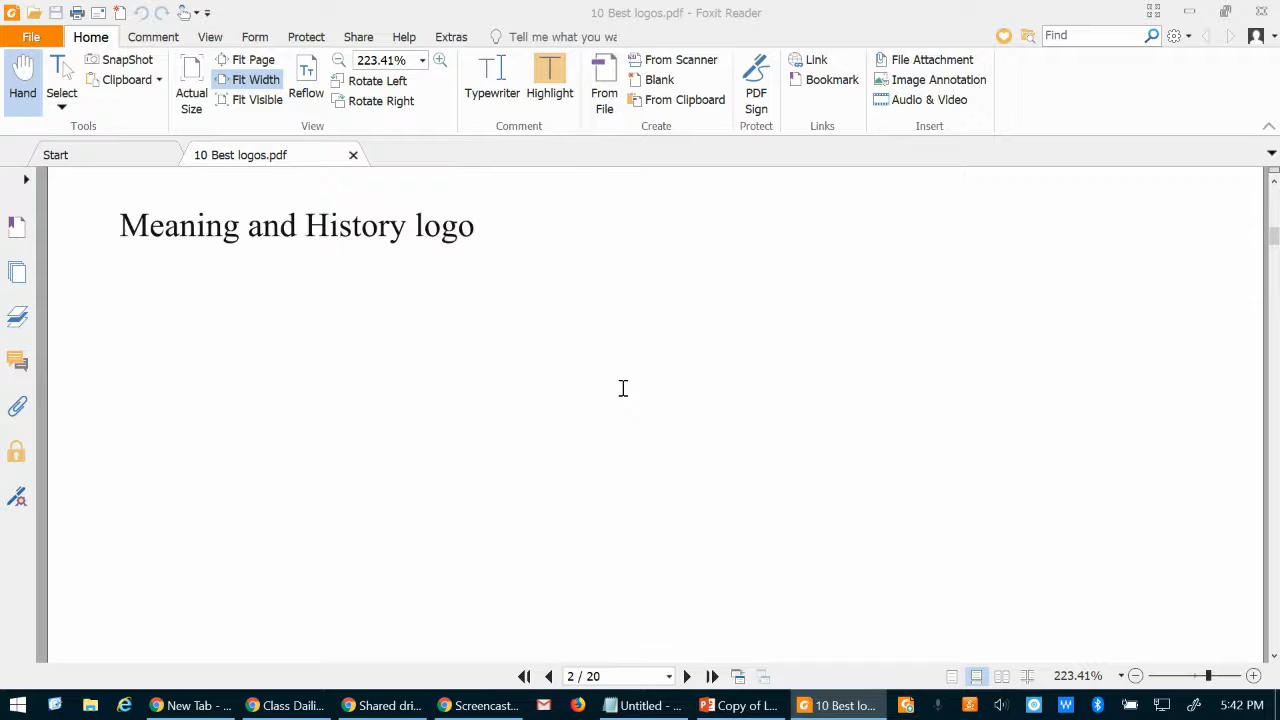 10 Best logos.pdf - Foxit Reader
File
Home
Comment
View
Form
Protect
Share
Help
Extras
Tell me what you wa
Find
Hand
Select
SnapShot
Clipboard
Tools
Actual
Size
Fit Page
Fit Width
Fit Visible
Reflow
223.41%
Rotate Left
Rotate Right
View
Typewriter
Highlight
Comment
From
File
From Scanner
Blank
From Clipboard
Create
PDF
Sign
Protect
Link
Bookmark
Links
File Attachment
Image Annotation
Audio & Video
Insert
Start
10 Best logos.pdf
Meaning and History logo
2 / 20
223.41%
New Tab - ...
Class Daili...
Shared dri...
Screencast...
Untitled - ...
Copy of L...
10 Best lo...
5:42 PM